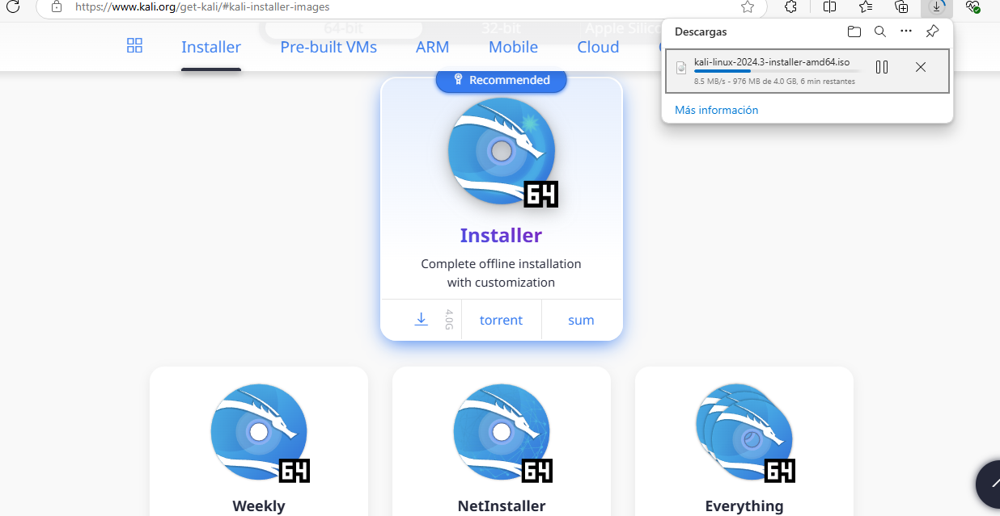 https://www.kali.org/get-kali/#kali-installer-images
64-bit
32-bit
Apple Silico
Installer
Pre-built VMs
ARM
Mobile
Cloud
Descargas
kali-linux-2024.3-installer-amd64.iso
8.5 MB/s - 976 MB de 4.0 GB, 6 min restantes
Más información
Recommended
64
Installer
Complete offline installation
with customization
4.0G
torrent
sum
64
64
64
Weekly
NetInstaller
Everything